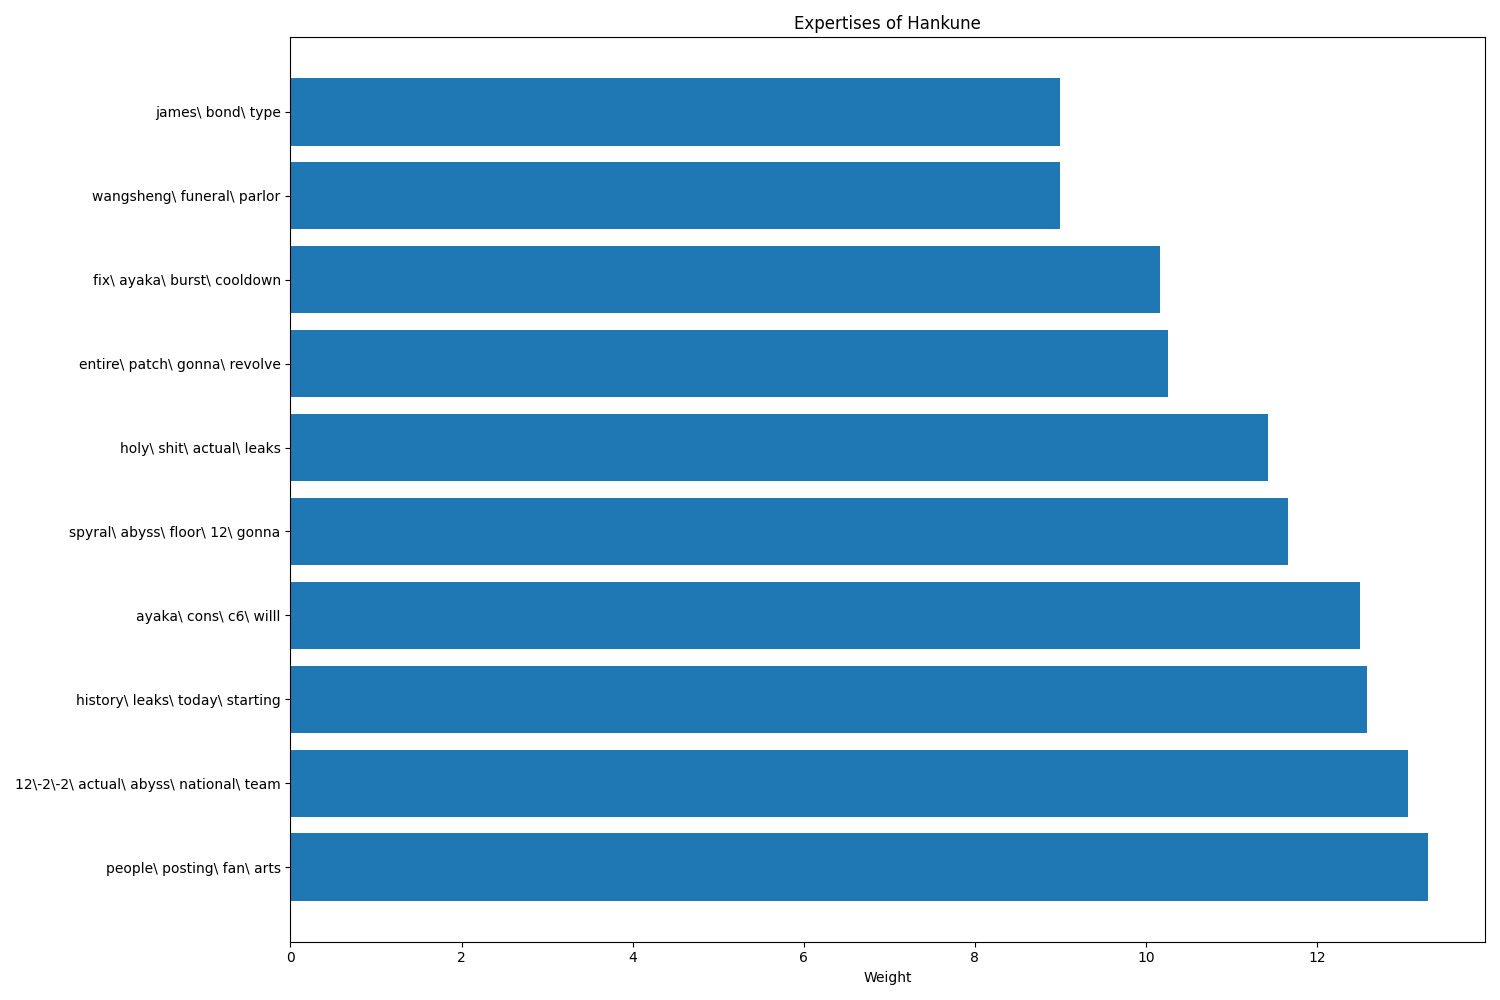 Expertises of Hankune
james\ bond\ type
wangsheng\ funeral\ parlor
fix\ ayaka\ burst\ cooldown
entire\ patch\ gonna\ revolve
holy\ shit\ actual\ leaks
spyral\ abyss\ floor\ 12\ gonna
ayaka\ cons\ c6\ willl
history\ leaks\ today\ starting
12\-2\-2\ actual\ abyss\ national\ team
people\ posting\ fan\ arts
0 2 4 6 8 10 12
Weight